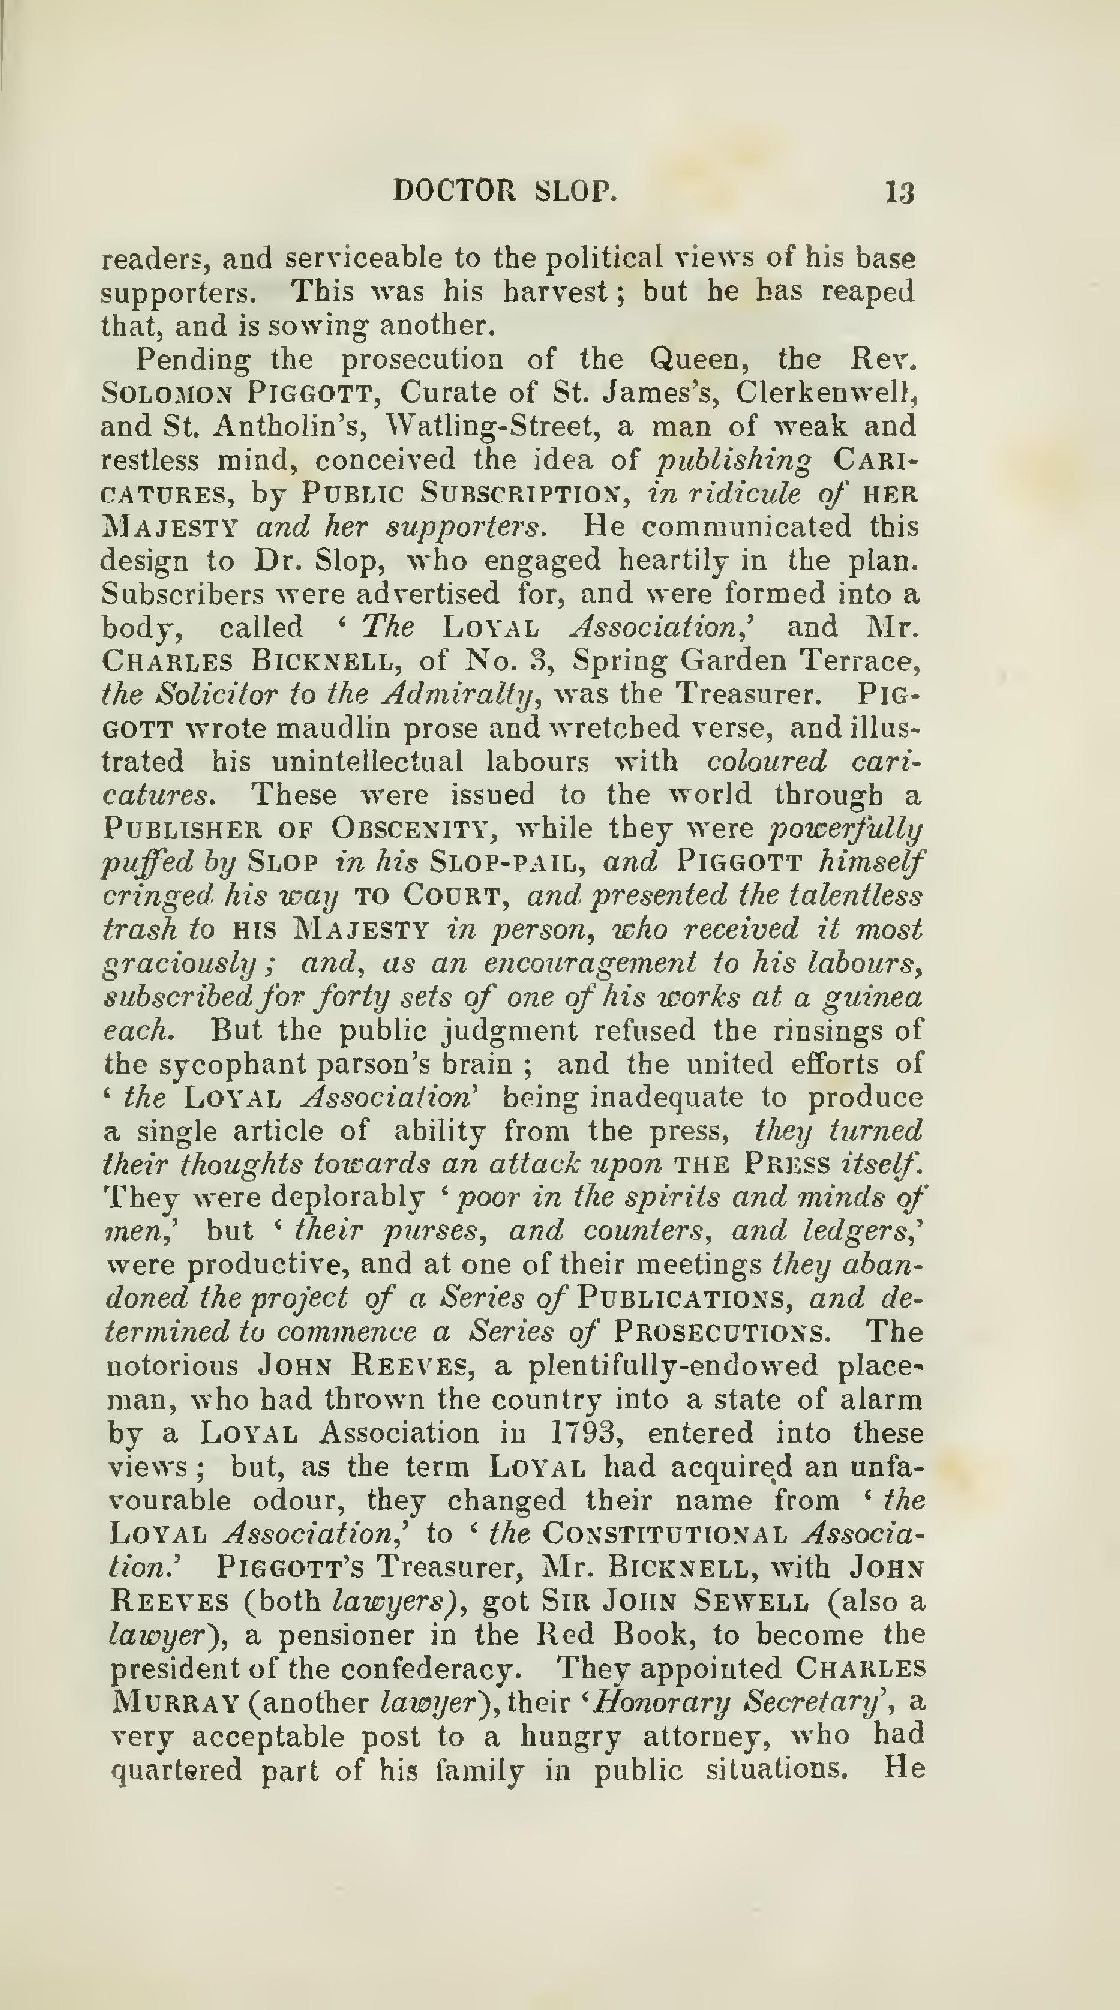 DOCTOR SLOP. 13
readers, and serviceable to the political views of his base
supporters. This was his harvest; but he has reaped
that, and is sowing another.
Pending the prosecution of the Queen, the Rev.
SOLOMON PIGGOTT, Curate of St. James's, Clerkenwell,
and St. Antholin's, Watling-Street, a man of weak and
restless mind, conceived the idea of publishing CARI-
CATURES, by PUBLIC SUBSCRIPTION, in ridicule of HER
MAJESTY and her supporters. He communicated this
design to Dr. Slop, who engaged heartily in the plan.
Subscribers were advertised for, and were formed into a
body, called ‘ The LOYAL Association,’ and Mr.
CHARLES BICKNELL, of No. 3, Spring Garden Terrace,
the Solicitor to the Admiralty, was the Treasurer. PIG-
GOTT wrote maudlin prose and wretched verse, and illus-
trated his unintellectual labours with coloured cari-
catures. These were issued to the world through a
PUBLISHER OF OBSCENITY, while they were powerfully
puffed by SLOP in his SLOP-PAIL, and PIGGOTT himself
cringed his way TO COURT, and presented the talentless
trash to HIS MAJESTY in person, who received it most
graciously; and, as an encouragement to his labours,
subscribed for forty sets of one of his works at a guinea
each. But the public judgment refused the rinsings of
the sycophant parson's brain; and the united efforts of
‘ the LOYAL Association’ being inadequate to produce
a single article of ability from the press, they turned
their thoughts towards an attack upon THE PRESS itself.
They were deplorably ‘ poor in the spirits and minds of
men,’ but ‘ their purses, and counters, and ledgers,’
were productive, and at one of their meetings they aban-
doned the project of a Series of PUBLICATIONS, and de-
termined to commence a Series of PROSECUTIONS. The
notorious JOHN REEVES, a plentifully-endowed place-
man, who had thrown the country into a state of alarm
by a LOYAL Association in 1793, entered into these
views; but, as the term LOYAL had acquired an unfa-
vourable odour, they changed their name from ‘ the
LOYAL Association,’ to ‘ the CONSTITUTIONAL Associa-
tion.’ PIGGOTT'S Treasurer, Mr. BICKNELL, with JOHN
REEVES (both lawyers), got SIR JOHN SEWELL (also a
lawyer), a pensioner in the Red Book, to become the
president of the confederacy. They appointed CHARLES
MURRAY (another lawyer), their ‘Honorary Secretary’, a
very acceptable post to a hungry attorney, who had
quartered part of his family in public situations. He